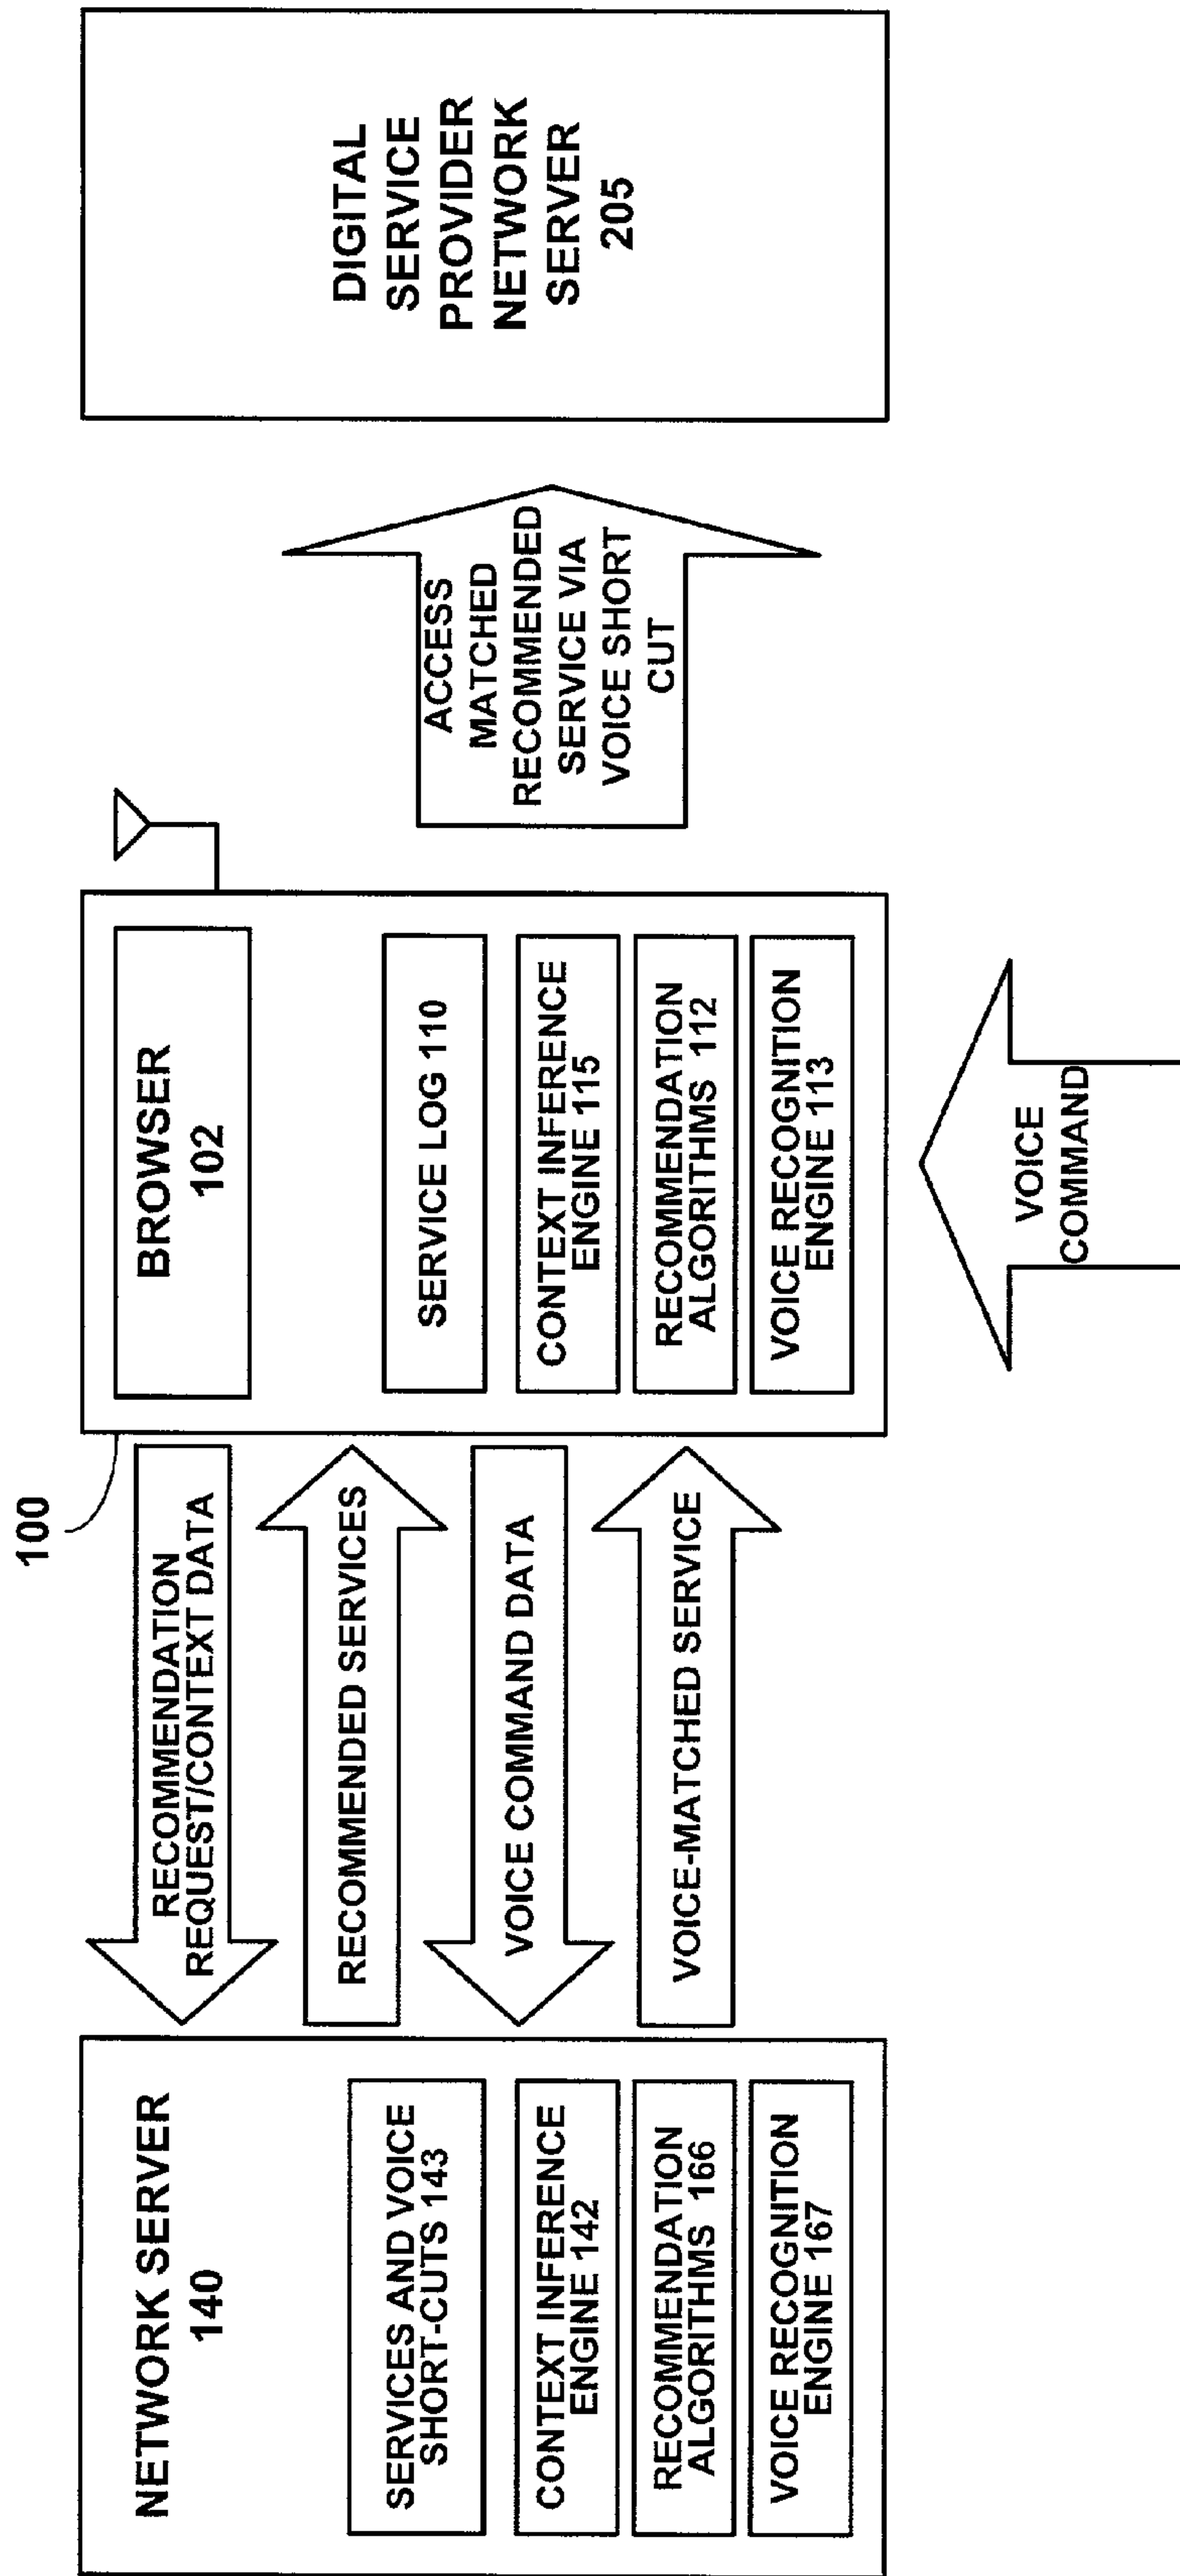 NETWORK SERVER
140
SERVICES AND VOICE
SHORT-CUTS 143
CONTEXT INFERENCE
ENGINE 142
RECOMMENDATION
ALGORITHMS 166
VOICE RECOGNITION
ENGINE 167
RECOMMENDATION
REQUEST/CONTEXT DATA
RECOMMENDED SERVICES
VOICE COMMAND DATA
VOICE-MATCHED SERVICE
100
BROWSER
102
SERVICE LOG 110
CONTEXT INFERENCE
ENGINE 115
RECOMMENDATION
ALGORITHMS 112
VOICE RECOGNITION
ENGINE 113
VOICE
COMMAND
ACCESS
MATCHED
RECOMMENDED
SERVICE VIA
VOICE SHORT
CUT
DIGITAL
SERVICE
PROVIDER
NETWORK
SERVER
205